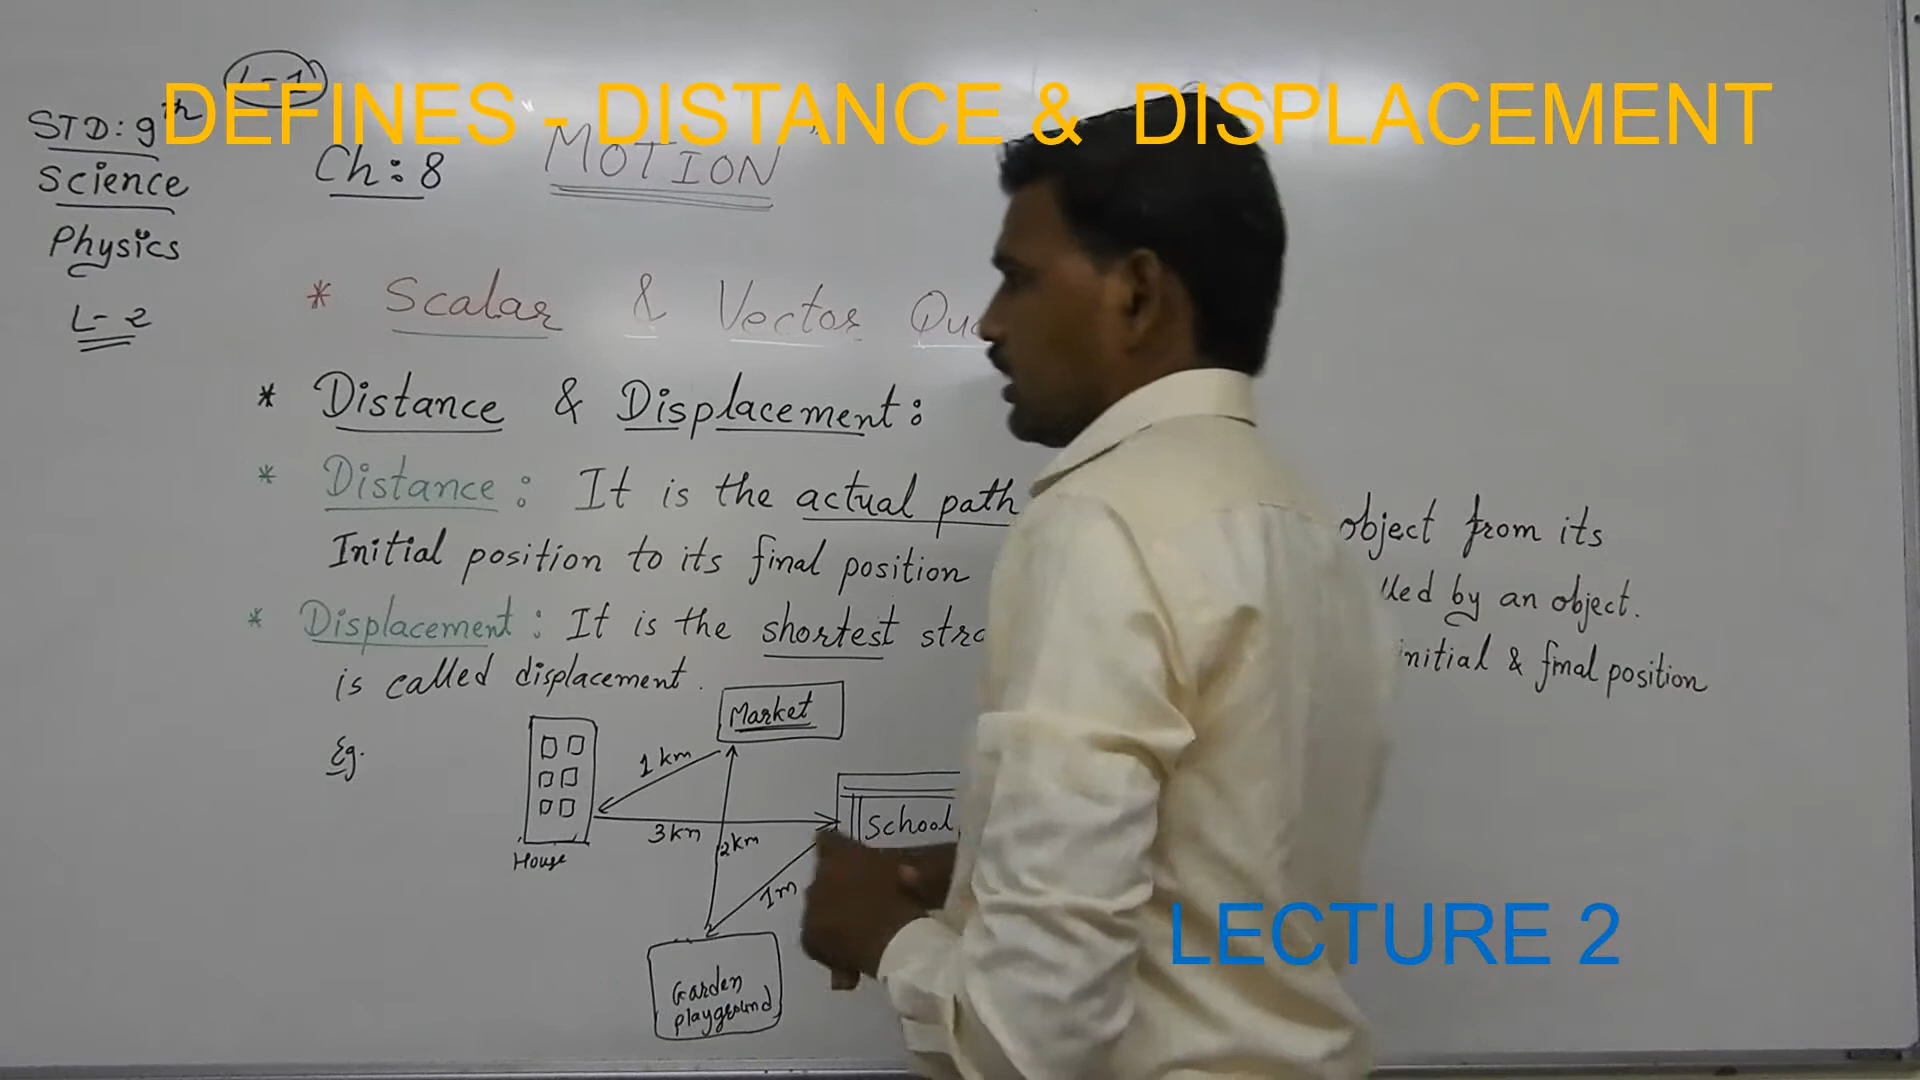 DEFINES - DISTANCE & DISPLACEMENT
L-1
STD: 9th
Science
Physics
L-2
Ch: 8 "MOTION"
* Scalar & Vector
* Distance & Displacement:
* Distance: It is the actual path object from its
Initial position to its final position by an object.
* Displacement: It is the shortest initial & final position
is called displacement.
Eg.
Market
1 km
School
3 km
2 km
House
1 m
Garden
playground
LECTURE 2